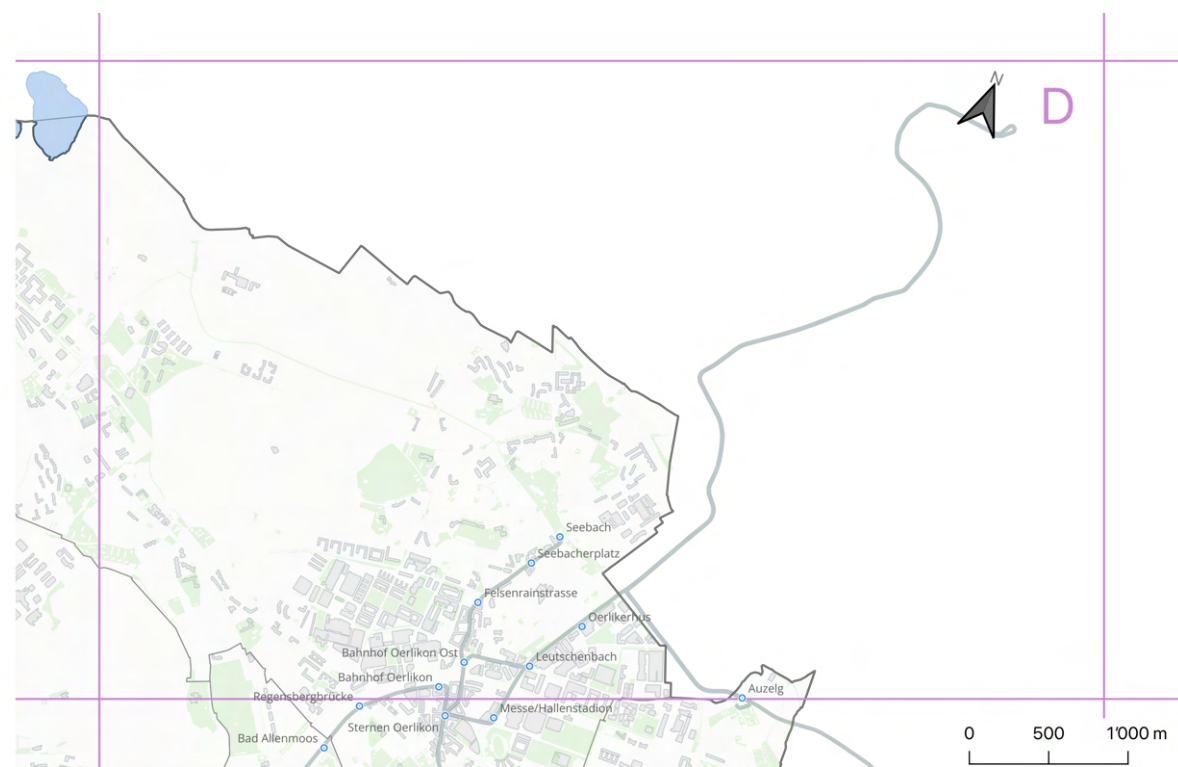 N
D
Seebach
Seebacherplatz
Felsenrainstrasse
Oerlikerhus
Bahnhof Oerlikon Ost
Leutschenbach
Bahnhof Oerlikon
Auzelg
Regensbergbrücke
Messe/Hallenstadion
Sternen Oerlikon
Bad Allenmoos
0 500 1'000 m